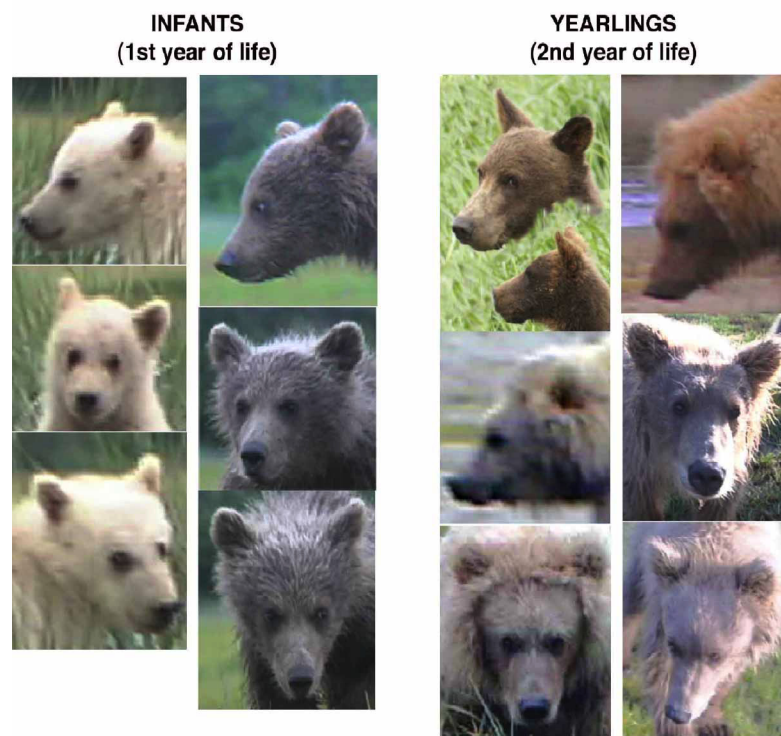 INFANTS
(1st year of life)
YEARLINGS
(2nd year of life)